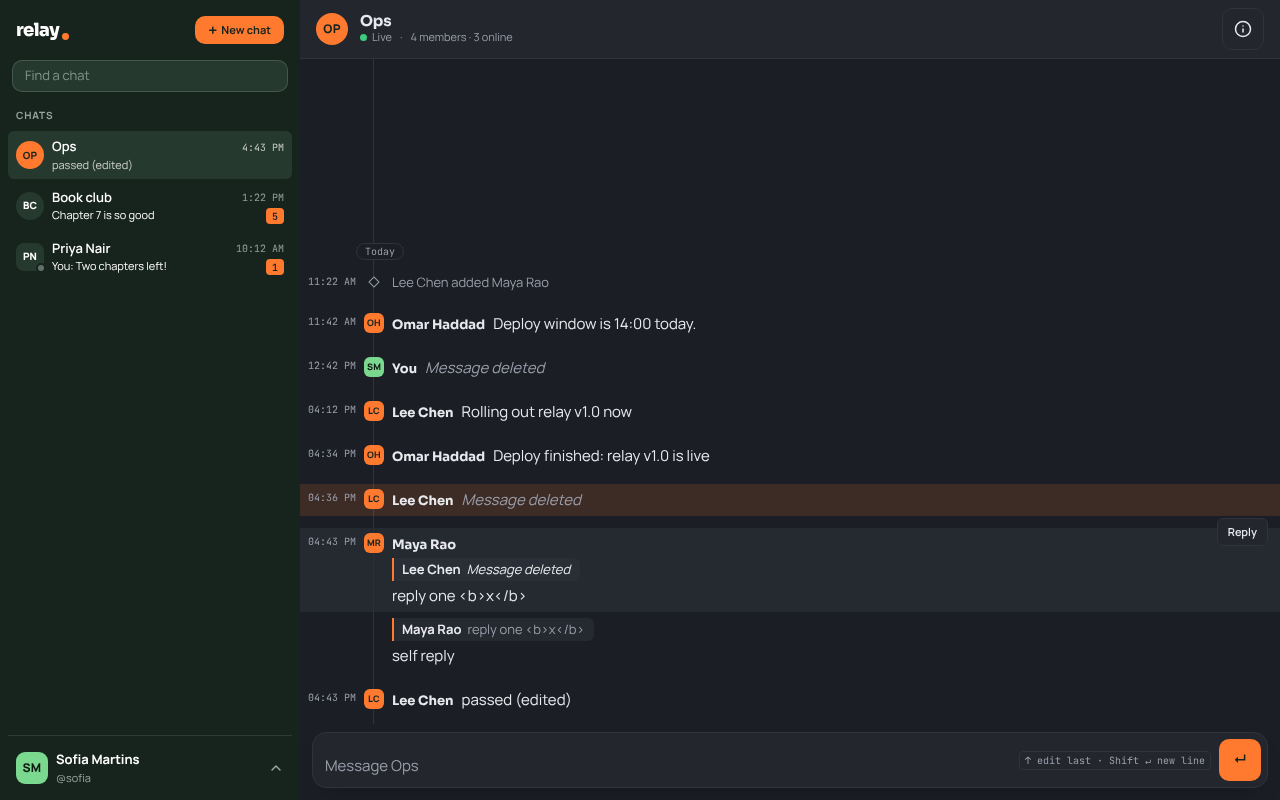 relay.
+ New chat
Find a chat
CHATS
OP
Ops
4:43 PM
passed (edited)
BC
Book club
1:22 PM
Chapter 7 is so good
5
PN
Priya Nair
10:12 AM
You: Two chapters left!
1
SM
Sofia Martins
@sofia
OP
Ops
Live · 4 members · 3 online
Today
11:22 AM Lee Chen added Maya Rao
11:42 AM OH Omar Haddad Deploy window is 14:00 today.
12:42 PM SM You Message deleted
04:12 PM LC Lee Chen Rolling out relay v1.0 now
04:34 PM OH Omar Haddad Deploy finished: relay v1.0 is live
04:36 PM LC Lee Chen Message deleted
Reply
04:43 PM MR Maya Rao
Lee Chen Message deleted
reply one <b>x</b>
Maya Rao reply one <b>x</b>
self reply
04:43 PM LC Lee Chen passed (edited)
Message Ops
↑ edit last · Shift ↵ new line